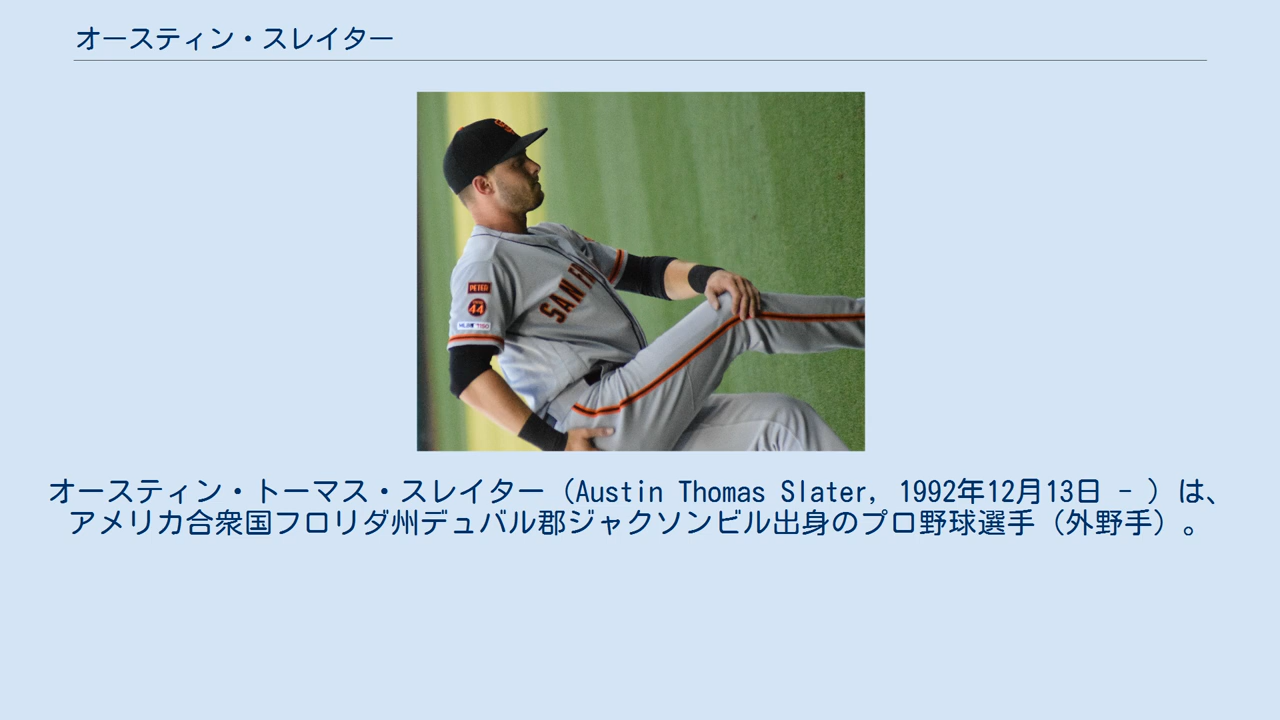 オースティン・スレイター
PETER
44
SAN FR
オースティン・トーマス・スレイター（Austin Thomas Slater, 1992年12月13日 - ）は、
アメリカ合衆国フロリダ州デュバル郡ジャクソンビル出身のプロ野球選手（外野手）。